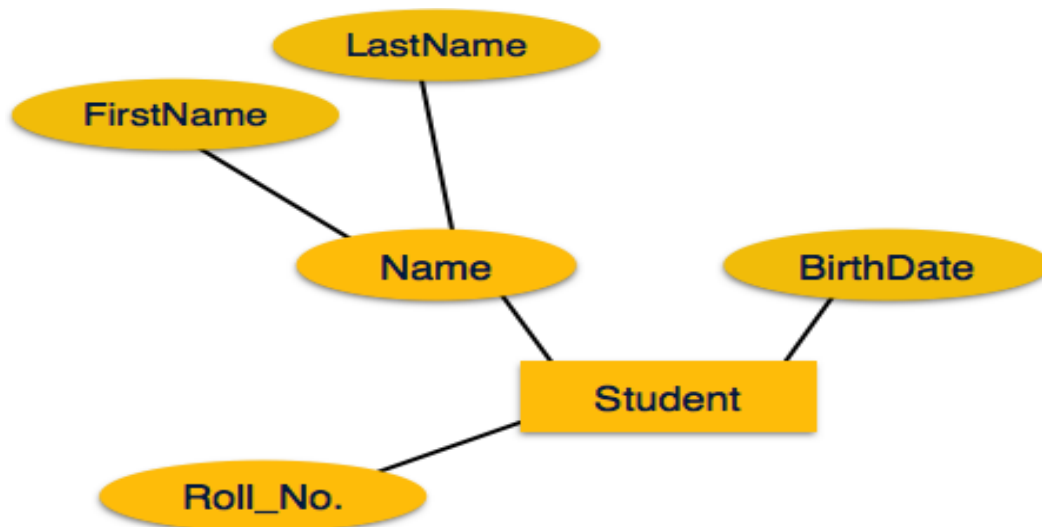 LastName
FirstName
Name
BirthDate
Student
Roll_No.